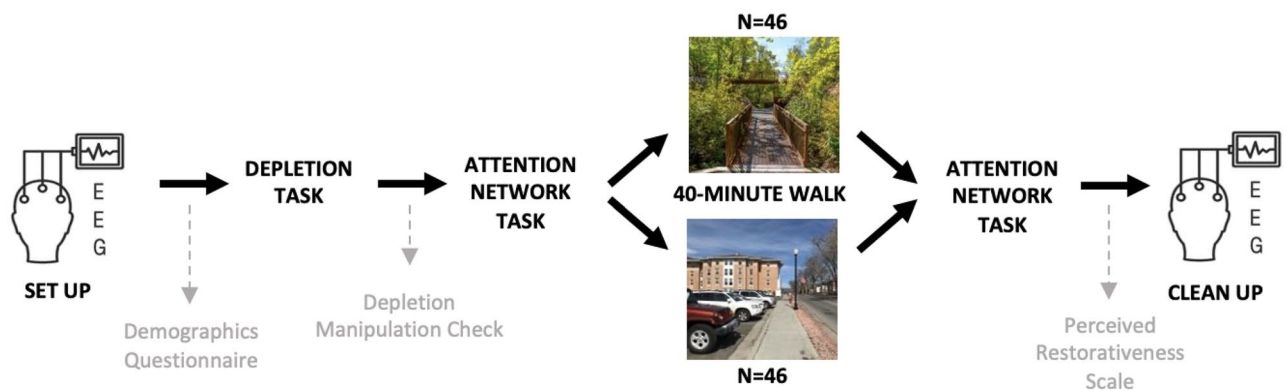 N=46
E
E
G
SET UP
DEPLETION
TASK
ATTENTION
NETWORK
TASK
40-MINUTE WALK
ATTENTION
NETWORK
TASK
E
E
G
CLEAN UP
Demographics
Questionnaire
Depletion
Manipulation Check
N=46
Perceived
Restorativeness
Scale